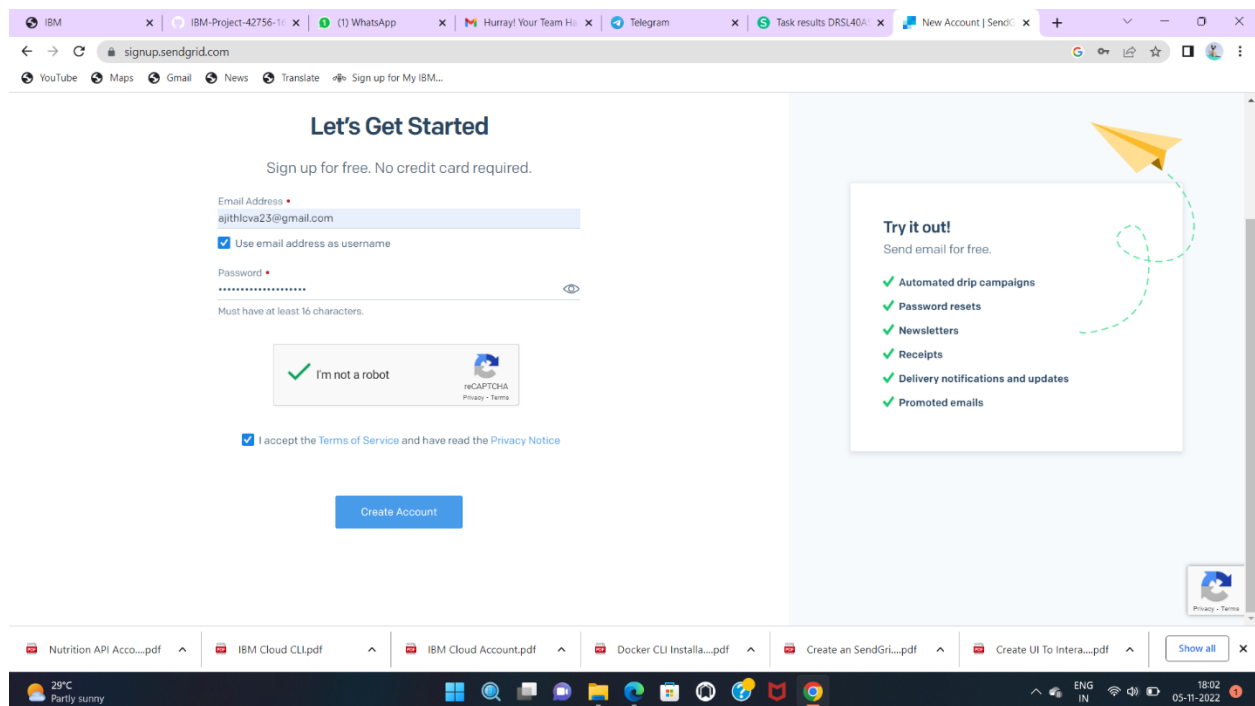 IBM
IBM-Project-42756-16
(1) WhatsApp
Hurray! Your Team Ha
Telegram
Task results DRSL40A
New Account | SendG
signup.sendgrid.com
YouTube
Maps
Gmail
News
Translate
Sign up for My IBM...
Let's Get Started
Sign up for free. No credit card required.
Email Address •
ajithlcva23@gmail.com
Use email address as username
Password •
Must have at least 16 characters.
I'm not a robot
reCAPTCHA
Privacy - Terms
I accept the Terms of Service and have read the Privacy Notice
Create Account
Try it out!
Send email for free.
Automated drip campaigns
Password resets
Newsletters
Receipts
Delivery notifications and updates
Promoted emails
Privacy - Terms
Nutrition API Acco....pdf
IBM Cloud CLI.pdf
IBM Cloud Account.pdf
Docker CLI Installa....pdf
Create an SendGri....pdf
Create UI To Intera....pdf
Show all
29°C
Partly sunny
ENG
IN
18:02
05-11-2022
1